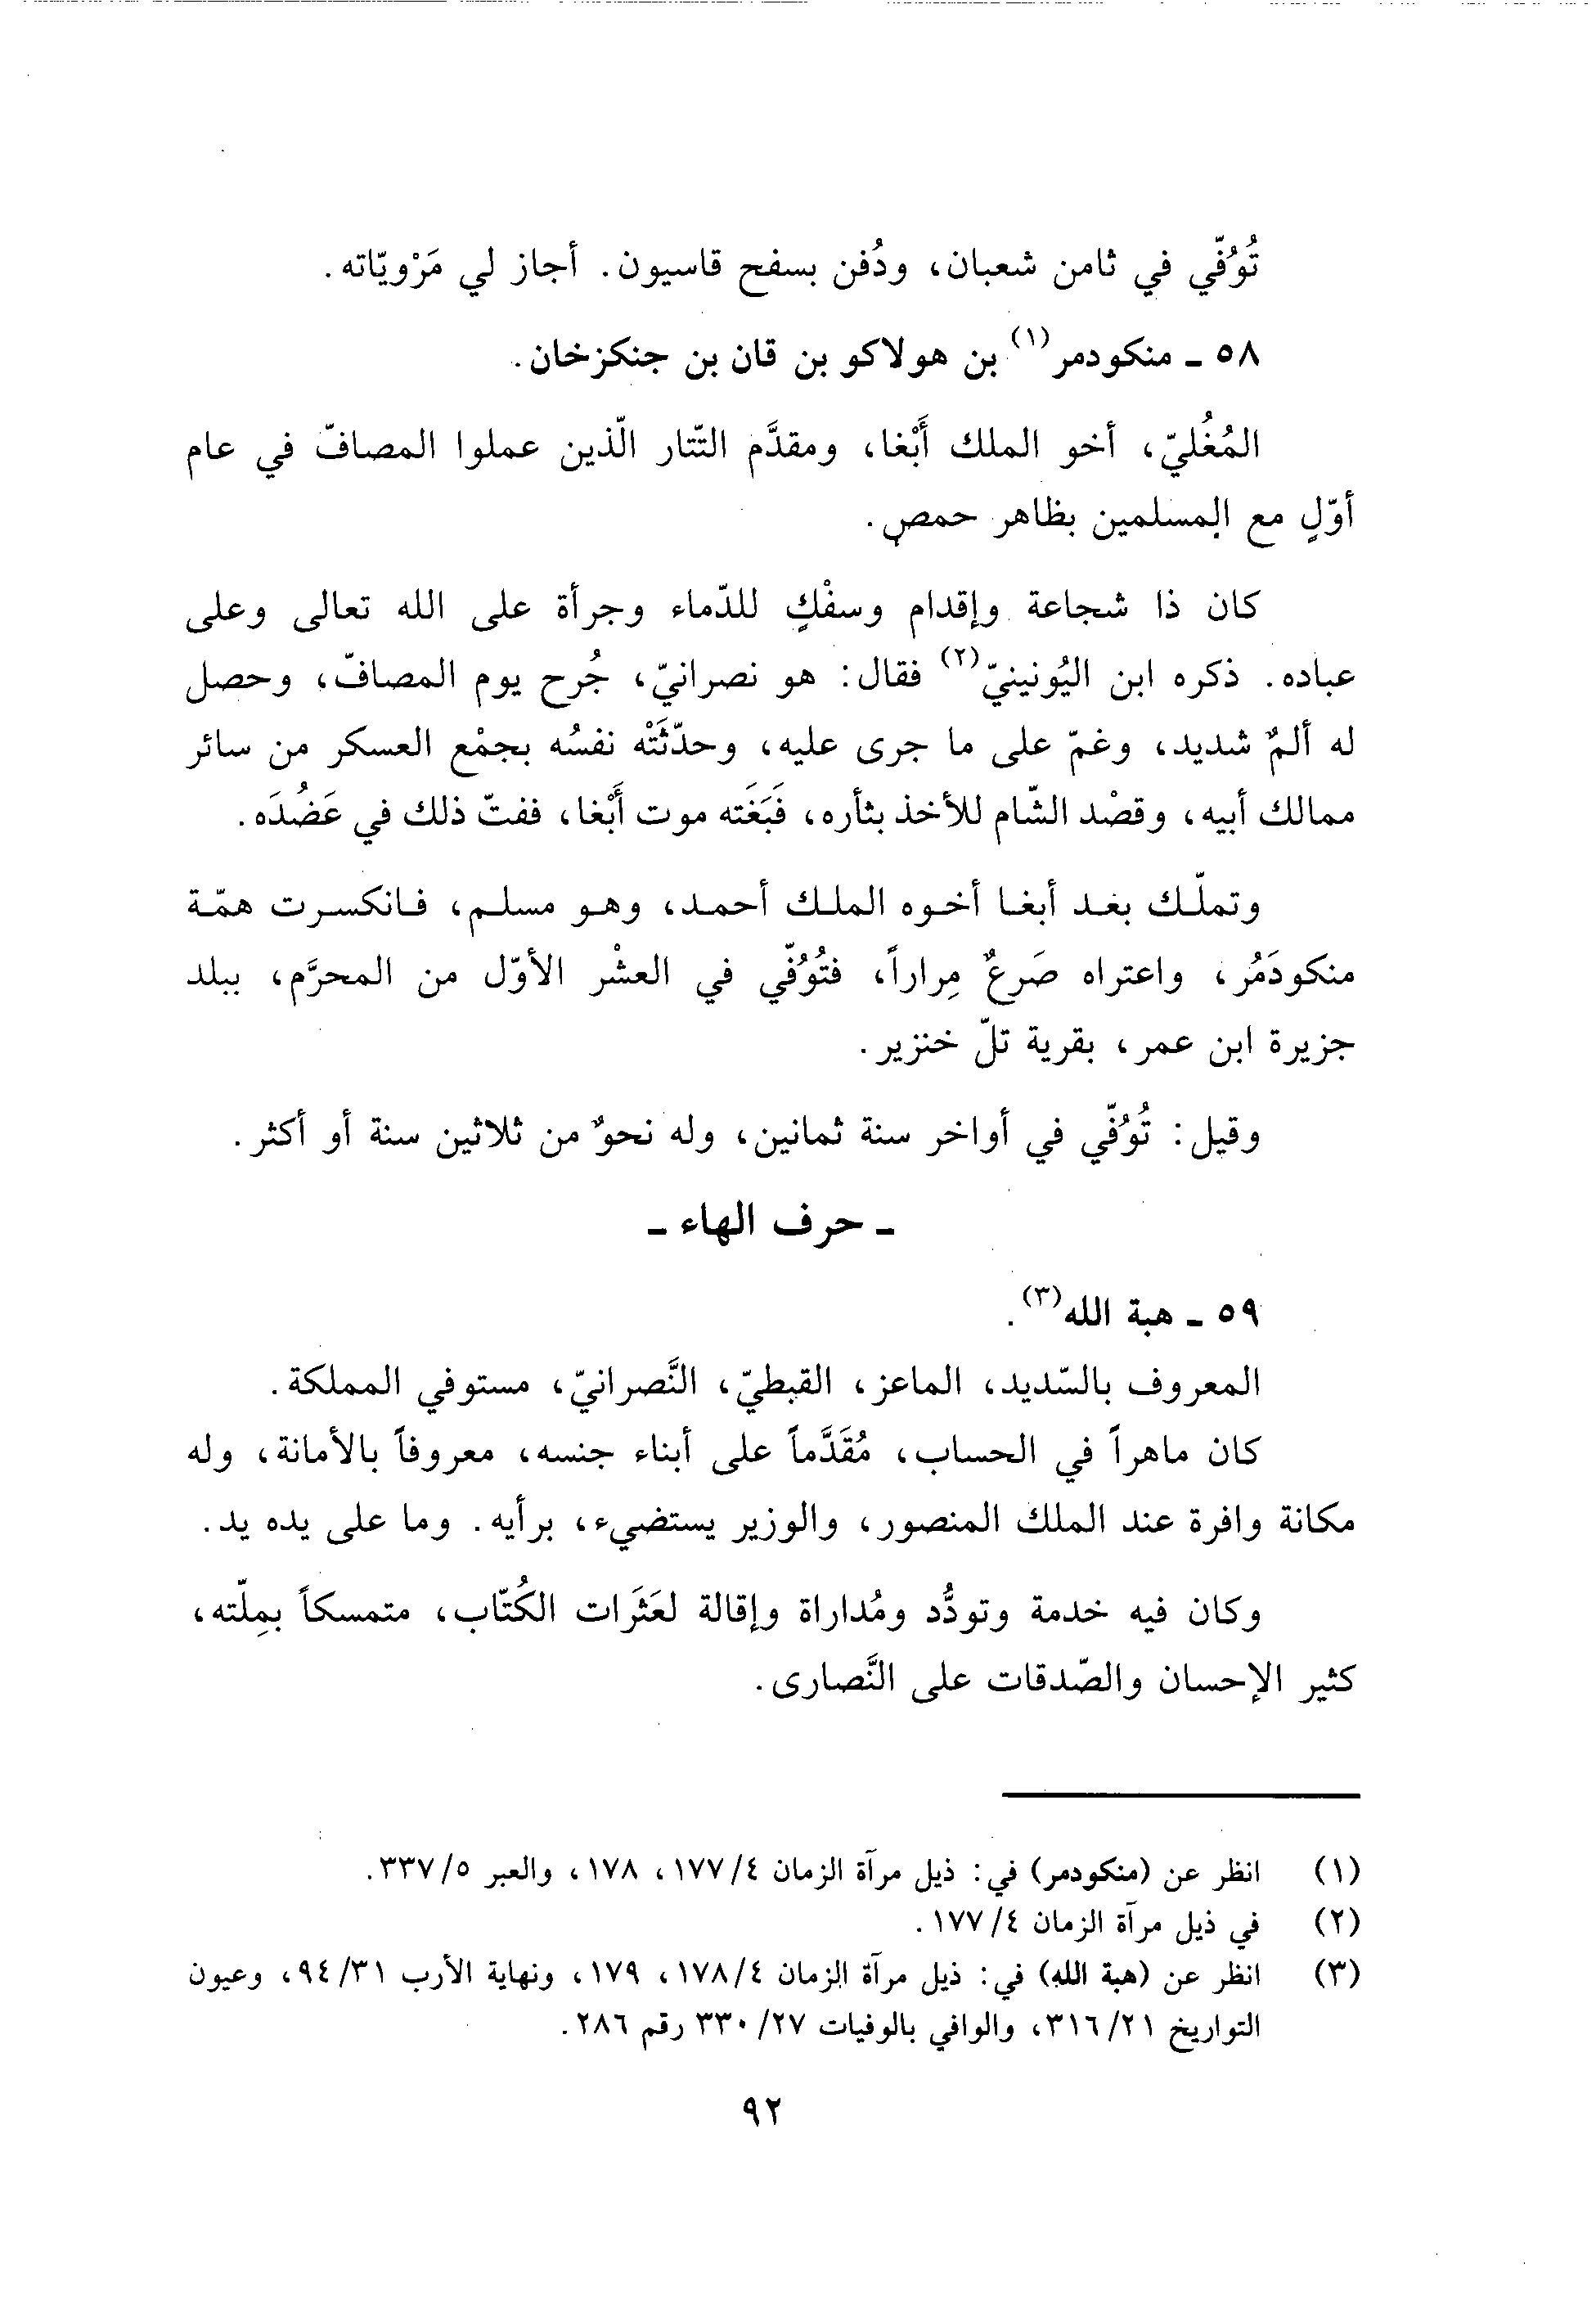 تُوُفّي في ثامن شعبان، ودُفن بسفح قاسيون. أجاز لي مَرْويّاته.
٥٨ ـ منكودمر(١) بن هولاكو بن قان بن جنكزخان.
المُغُليّ، أخو الملك أَبْغا، ومقدَّم التّتار الّذين عملوا المصافّ في عام
أوّلٍ مع المسلمين بظاهر حمص.
كان ذا شجاعة وإقدام وسفْكٍ للدّماء وجرأة على الله تعالى وعلى
عباده. ذكره ابن اليُونينيّ(٢) فقال: هو نصرانيّ، جُرح يوم المصافّ، وحصل
له ألمٌ شديد، وغمّ على ما جرى عليه، وحدّثَتْه نفسُه بجمْع العسكر من سائر
ممالك أبيه، وقصْد الشّام للأخذ بثأره، فَبَغَته موت أَبْغا، ففتّ ذلك في عَضُدَه.
وتملّك بعد أبغا أخوه الملك أحمد، وهو مسلم، فانكسرت همّة
منكودَمُر، واعتراه صَرعٌ مِراراً، فتُوُفّي في العشْر الأوّل من المحرَّم، ببلد
جزيرة ابن عمر، بقرية تلّ خنزير.
وقيل: تُوُفّي في أواخر سنة ثمانين، وله نحوٌ من ثلاثين سنة أو أكثر.
ـ حرف الهاء ـ
٥٩ ـ هبة الله(٣).
المعروف بالسّديد، الماعز، القبطيّ، النَّصرانيّ، مستوفي المملكة.
كان ماهراً في الحساب، مُقَدَّماً على أبناء جنسه، معروفاً بالأمانة، وله
مكانة وافرة عند الملك المنصور، والوزير يستضيء، برأيه. وما على يده يد.
وكان فيه خدمة وتودُّد ومُداراة وإقالة لعَثَرات الكُتّاب، متمسكاً بمِلّته،
كثير الإحسان والصّدقات على النَّصارى.
(١) انظر عن (منكودمر) في: ذيل مرآة الزمان ٤/١٧٧، ١٧٨، والعبر ٥/٣٣٧.
(٢) في ذيل مرآة الزمان ٤/١٧٧.
(٣) انظر عن (هبة الله) في: ذيل مرآة الزمان ٤/١٧٨، ١٧٩، ونهاية الأرب ٣١/٩٤، وعيون
التواريخ ٢١/٣١٦، والوافي بالوفيات ٢٧/٣٣٠ رقم ٢٨٦.
٩٢